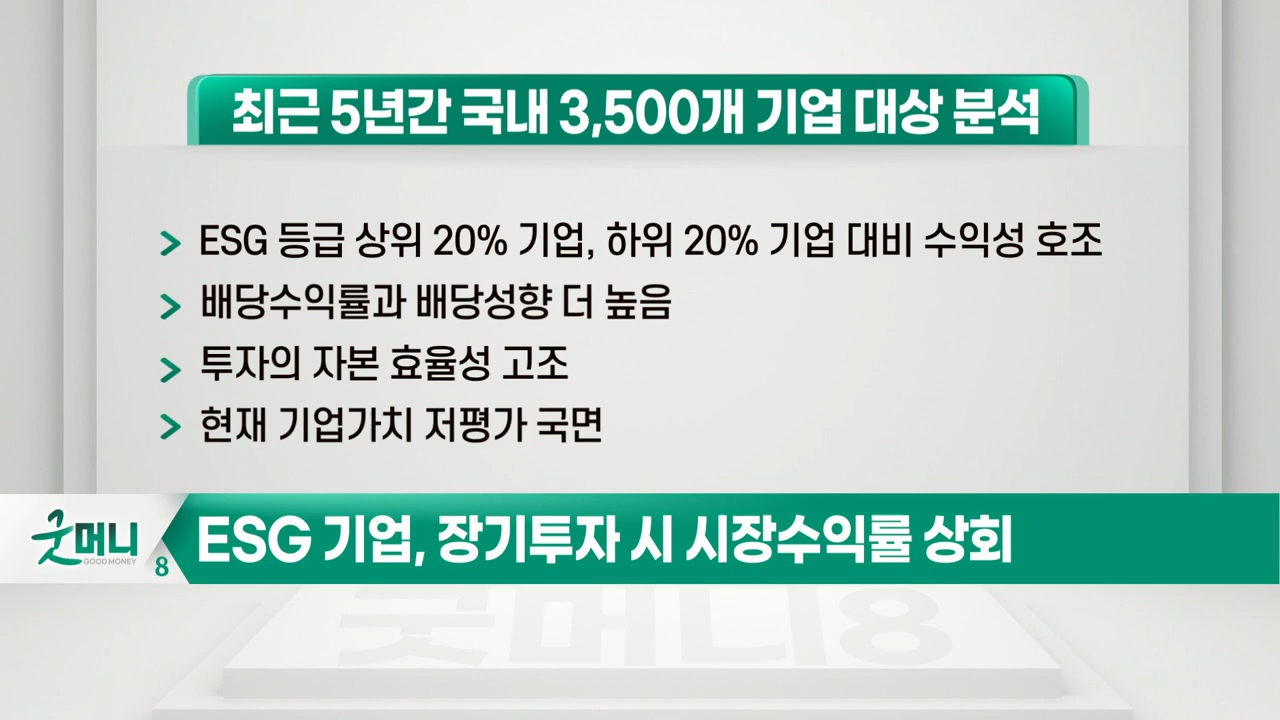 최근 5년간 국내 3,500개 기업 대상 분석
ESG 등급 상위 20% 기업, 하위 20% 기업 대비 수익성 호조
배당수익률과 배당성향 더 높음
투자의 자본 효율성 고조
현재 기업가치 저평가 국면
굿머니
GOOD MONEY
8
ESG 기업, 장기투자 시 시장수익률 상회
굿머니8